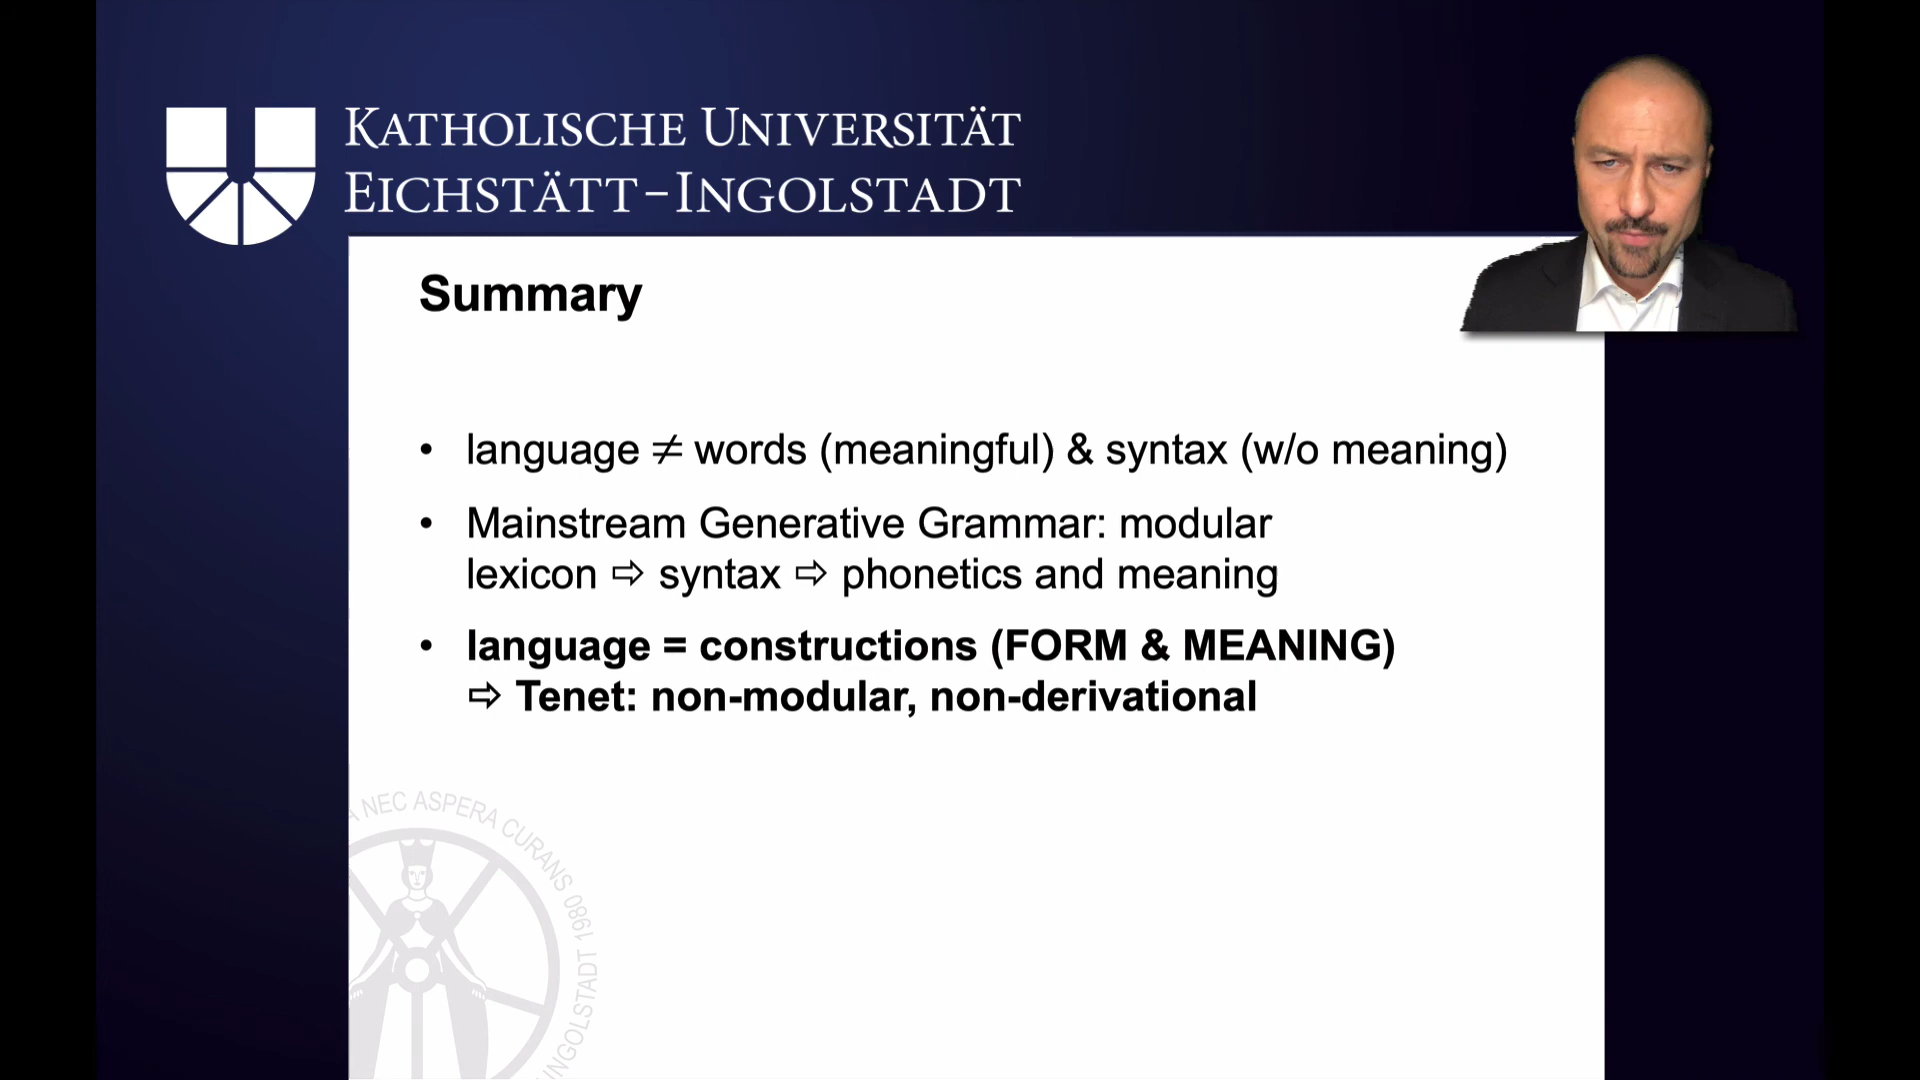 KATHOLISCHE UNIVERSITÄT
EICHSTÄTT–INGOLSTADT
Summary
• language ≠ words (meaningful) & syntax (w/o meaning)
• Mainstream Generative Grammar: modular
lexicon ⇨ syntax ⇨ phonetics and meaning
• language = constructions (FORM & MEANING)
⇨ Tenet: non-modular, non-derivational
NEC ASPERA CURANS 1980
INGOLSTADT